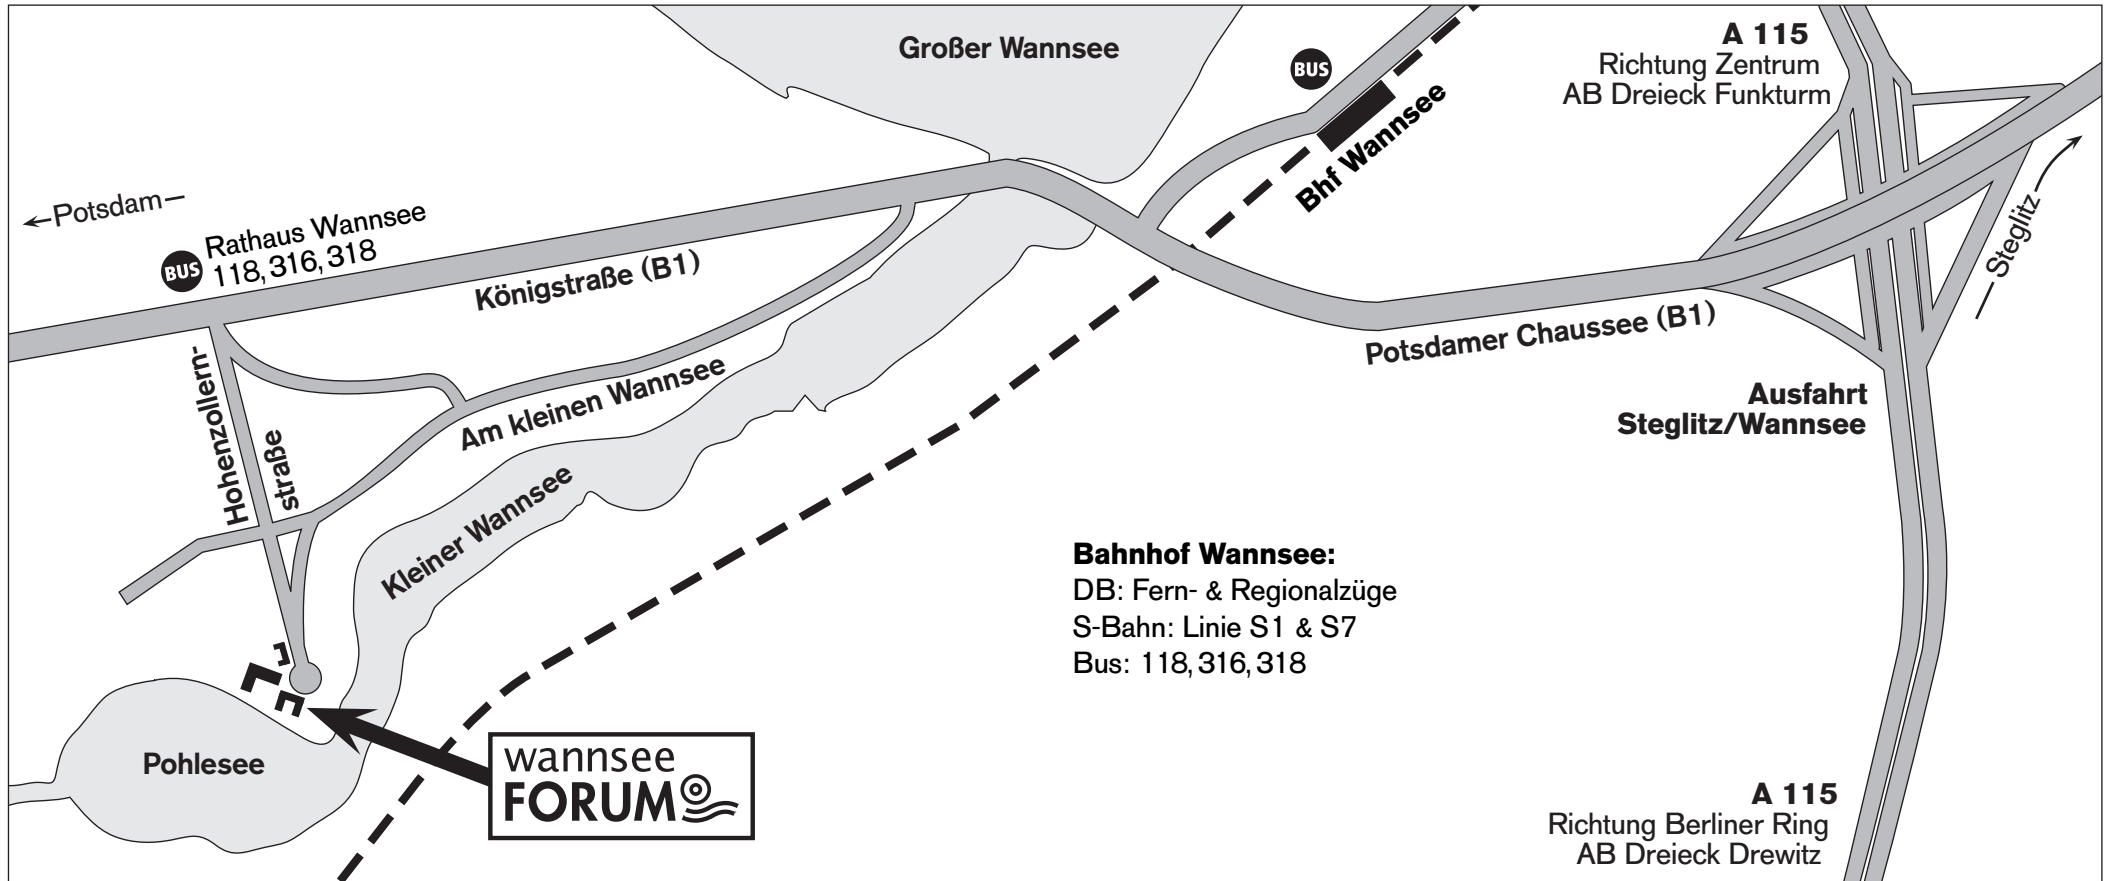 Großer Wannsee
BUS
Bhf Wannsee
A 115
Richtung Zentrum
AB Dreieck Funkturm
Potsdam
BUS
Rathaus Wannsee
118, 316, 318
Königstraße (B1)
Steglitz
Potsdamer Chaussee (B1)
Hohenzollern-
straße
Am kleinen Wannsee
Ausfahrt
Steglitz/Wannsee
Kleiner Wannsee
Bahnhof Wannsee:
DB: Fern- & Regionalzüge
S-Bahn: Linie S1 & S7
Bus: 118, 316, 318
Pohlesee
wannsee
FORUM
A 115
Richtung Berliner Ring
AB Dreieck Drewitz